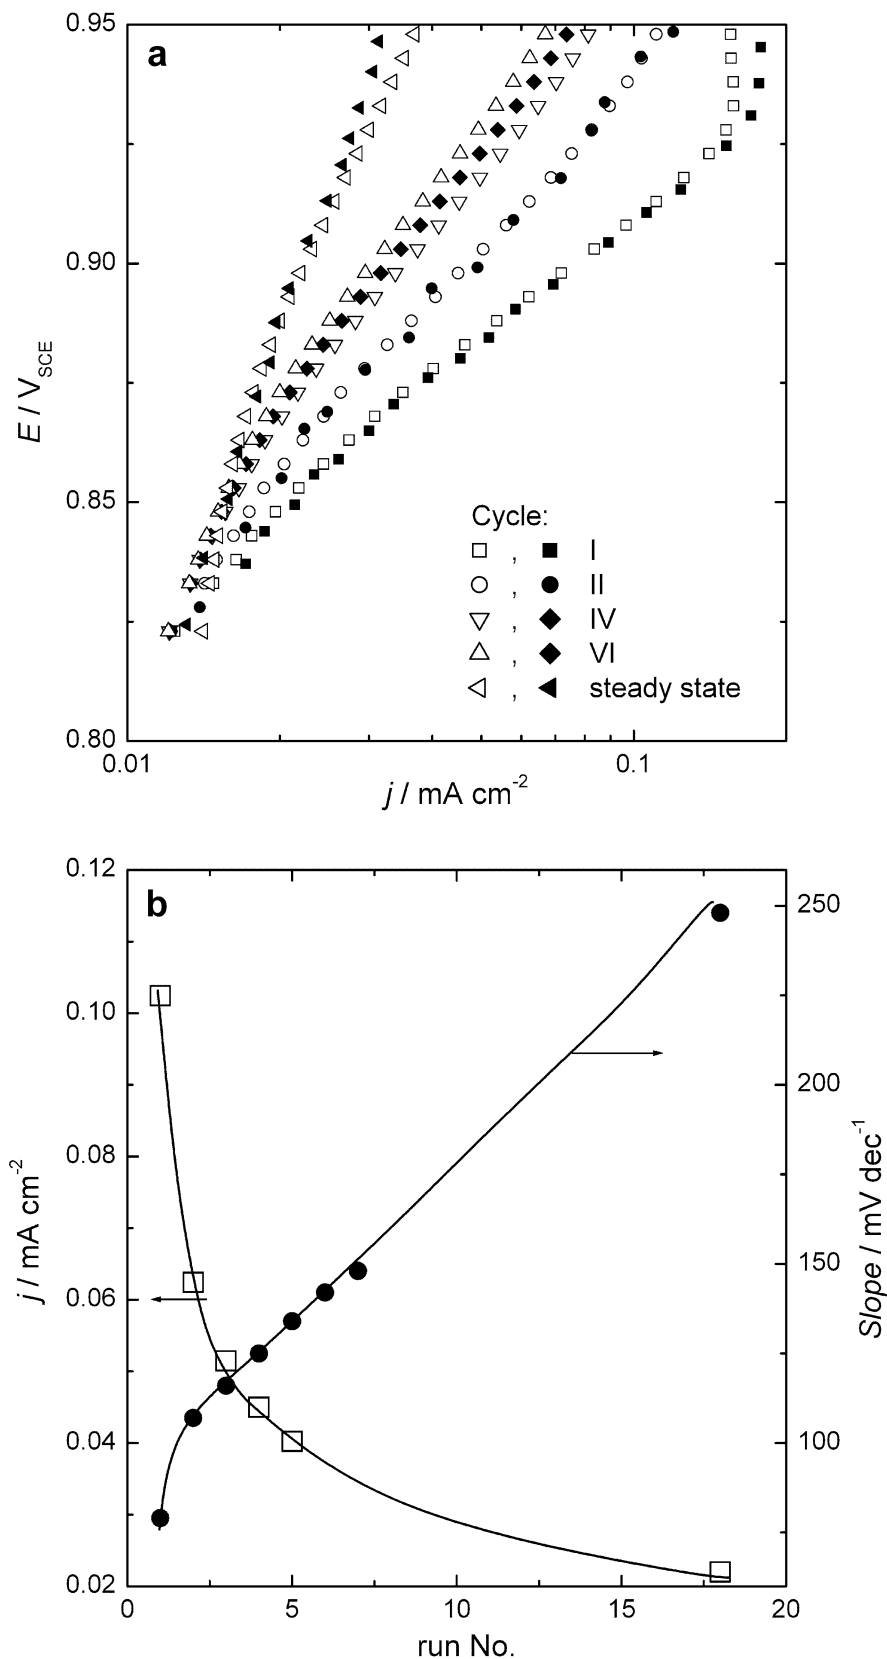 0.95
a
0.90
E / V_SCE
0.85
Cycle:
, I
, II
, IV
, VI
, steady state
0.80
0.01
0.1
j / mA cm^-2
0.12
b
250
0.10
200
0.08
j / mA cm^-2
Slope / mV dec^-1
150
0.06
100
0.04
0.02
0
5
10
15
20
run No.